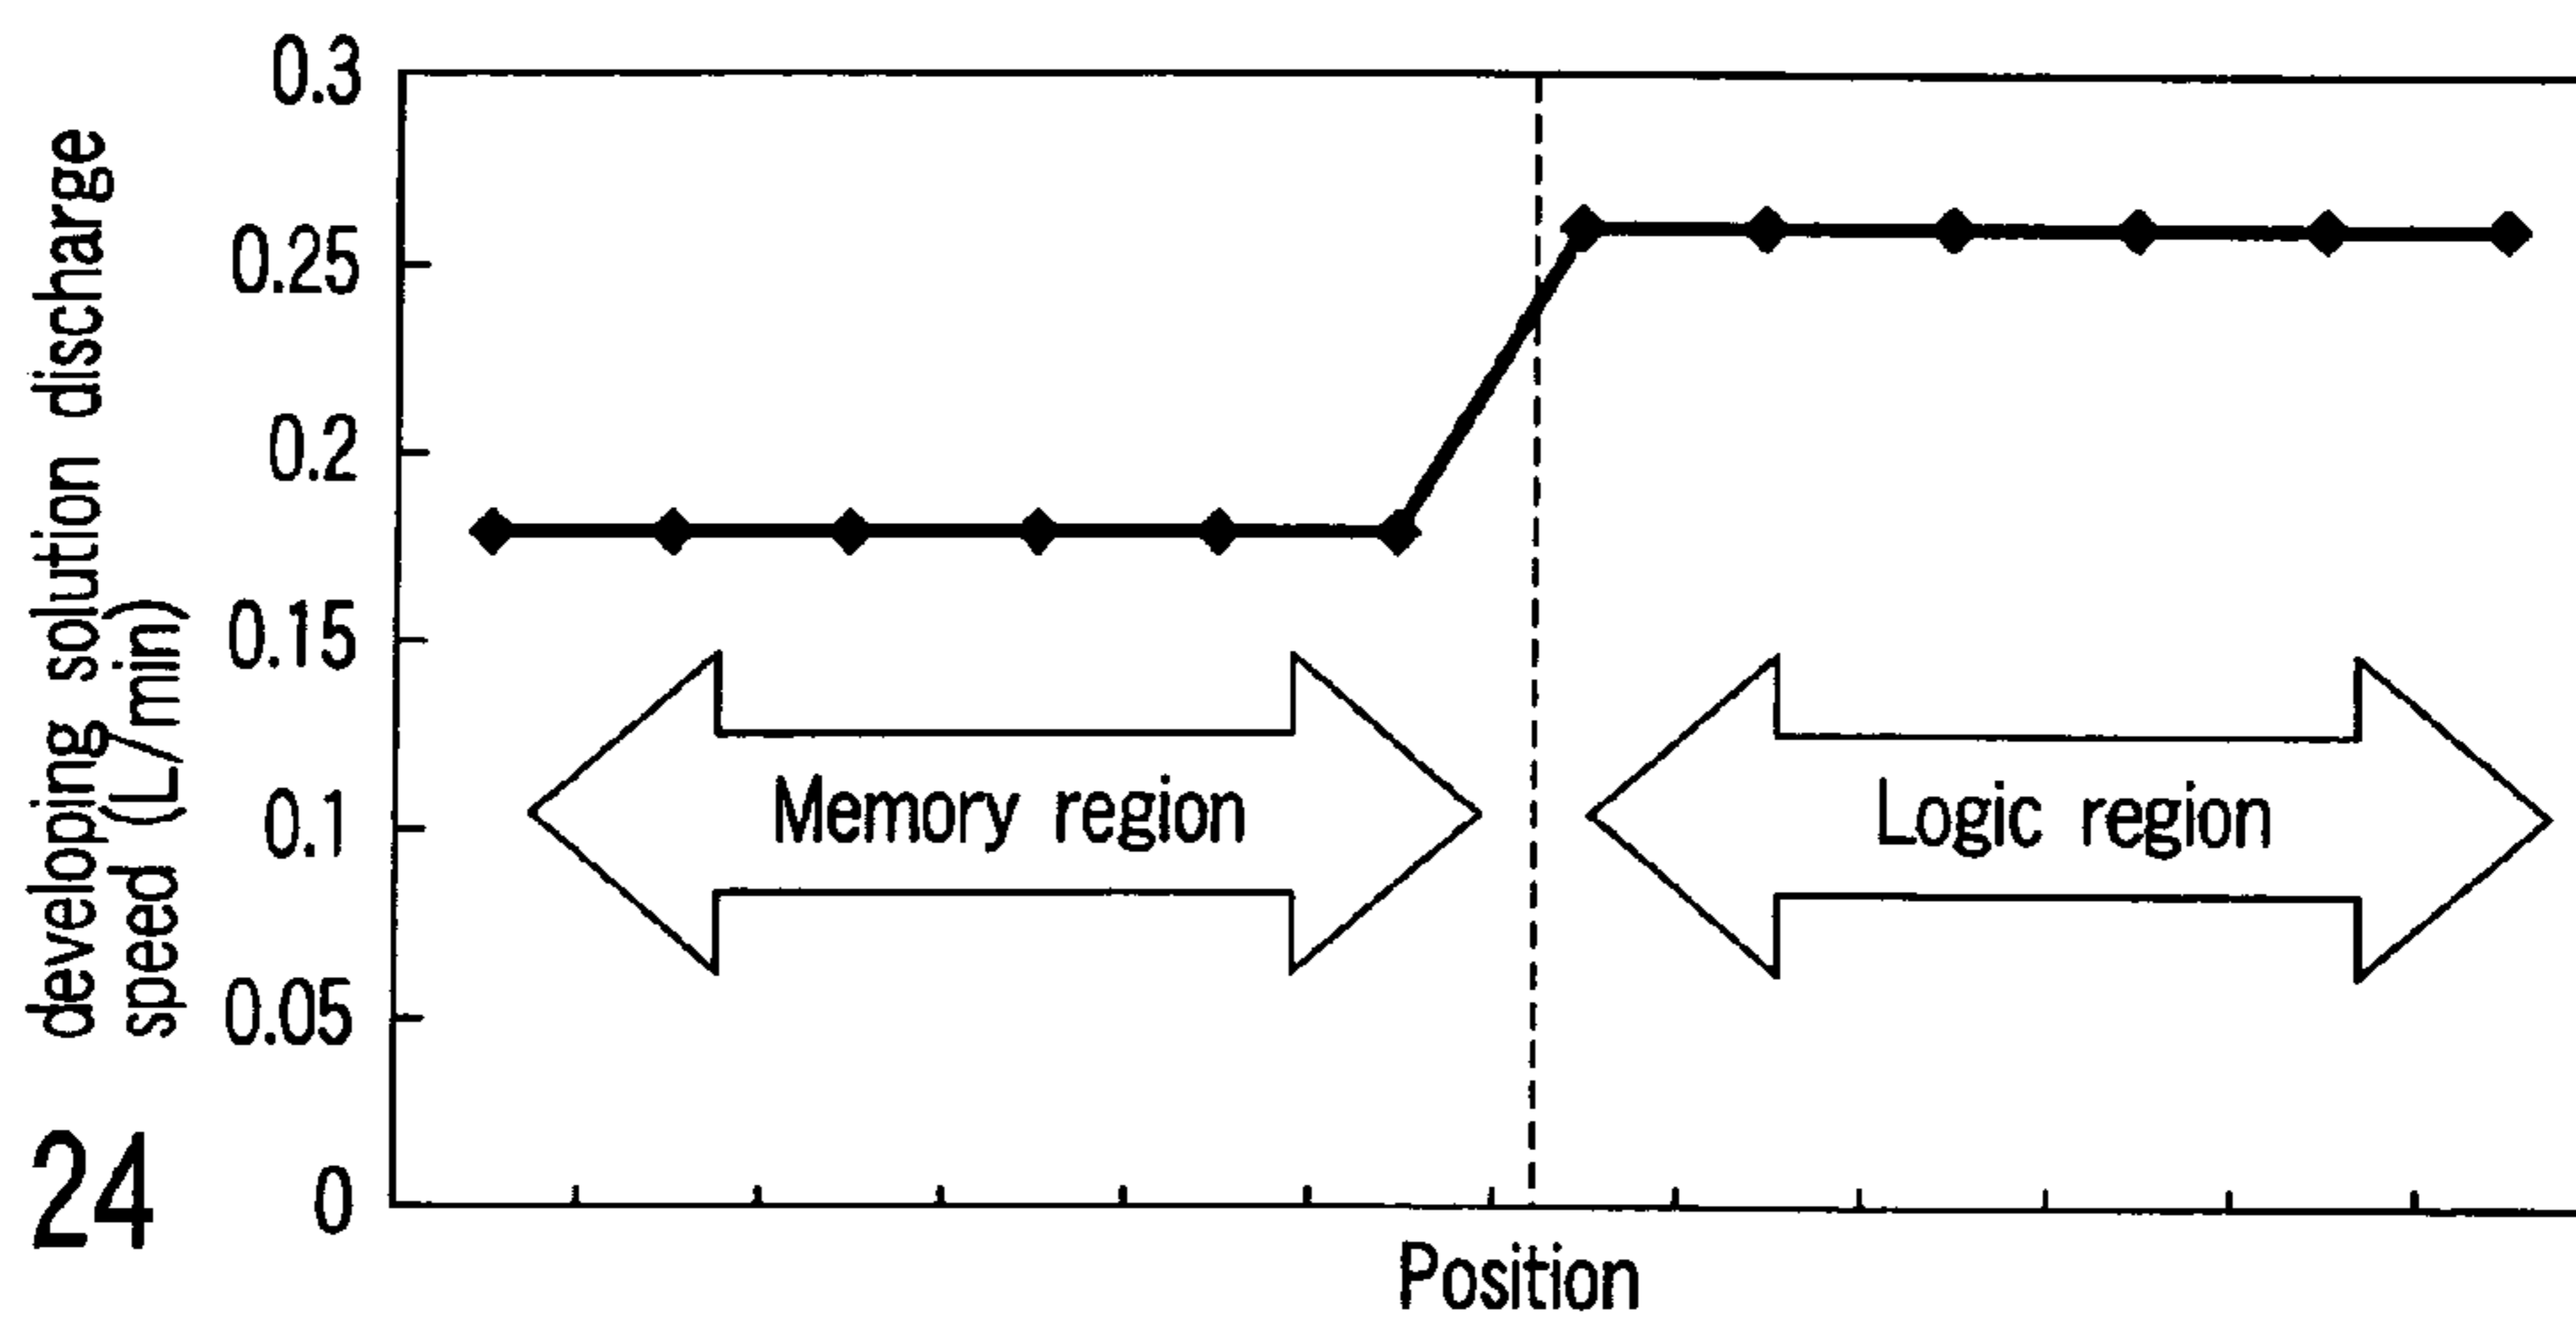 developing solution discharge
speed (L/min)
0.3
0.25
0.2
0.15
0.1
0.05
0
Memory region
Logic region
Position
24